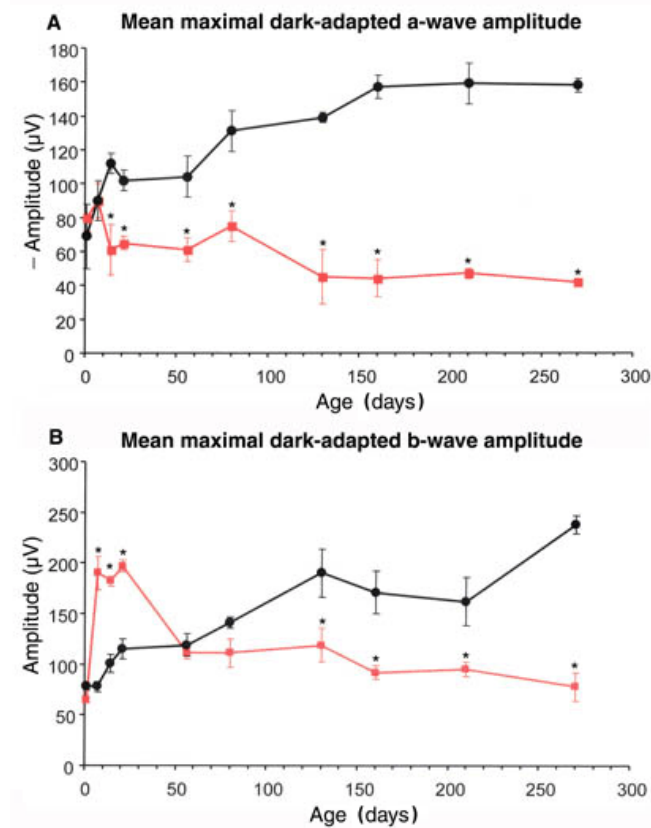 A Mean maximal dark-adapted a-wave amplitude
180
160
140
120
100
80
60
40
20
0
– Amplitude (µV)
* * * * * * * *
0 50 100 150 200 250 300
Age (days)
B Mean maximal dark-adapted b-wave amplitude
300
250
200
150
100
50
0
Amplitude (µV)
* * * * * * *
0 50 100 150 200 250 300
Age (days)